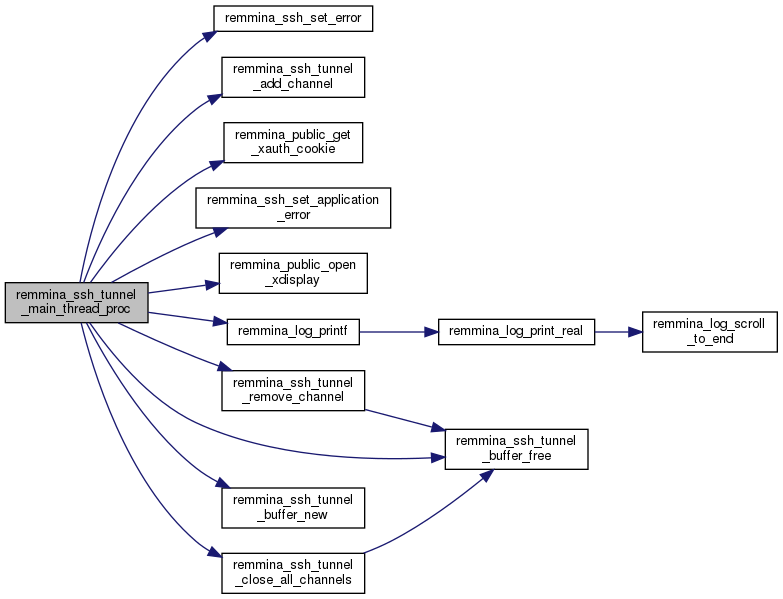 remmina_ssh_set_error
remmina_ssh_tunnel
_add_channel
remmina_public_get
_xauth_cookie
remmina_ssh_set_application
_error
remmina_public_open
_xdisplay
remmina_ssh_tunnel
_main_thread_proc
remmina_log_printf
remmina_log_print_real
remmina_log_scroll
_to_end
remmina_ssh_tunnel
_remove_channel
remmina_ssh_tunnel
_buffer_free
remmina_ssh_tunnel
_buffer_new
remmina_ssh_tunnel
_close_all_channels